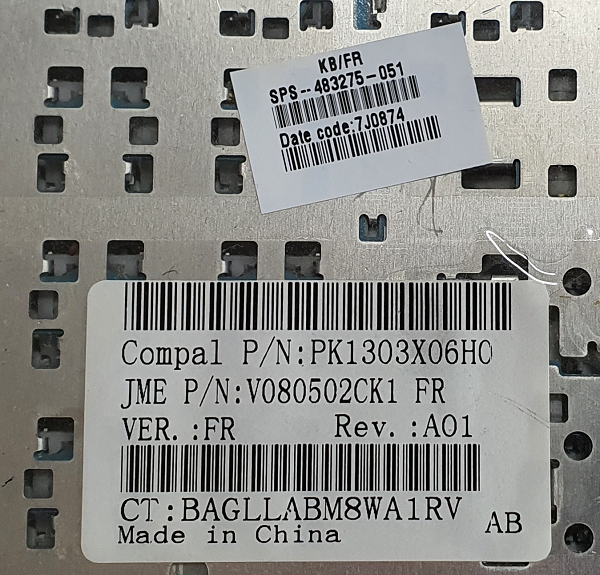 KB/FR
SPS--483275-051
Date code:7J0874
Compal P/N:PK1303X06H0
JME P/N:V080502CK1 FR
VER.:FR Rev.:A01
CT:BAGLLABM8WA1RV AB
Made in China